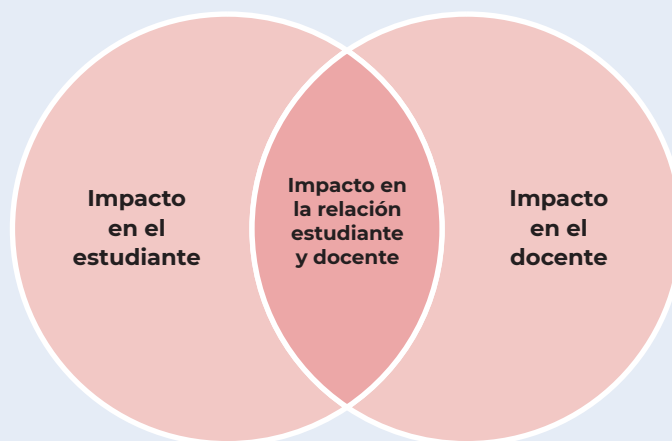 Impacto
en el
estudiante
Impacto en
la relación
estudiante
y docente
Impacto
en el
docente